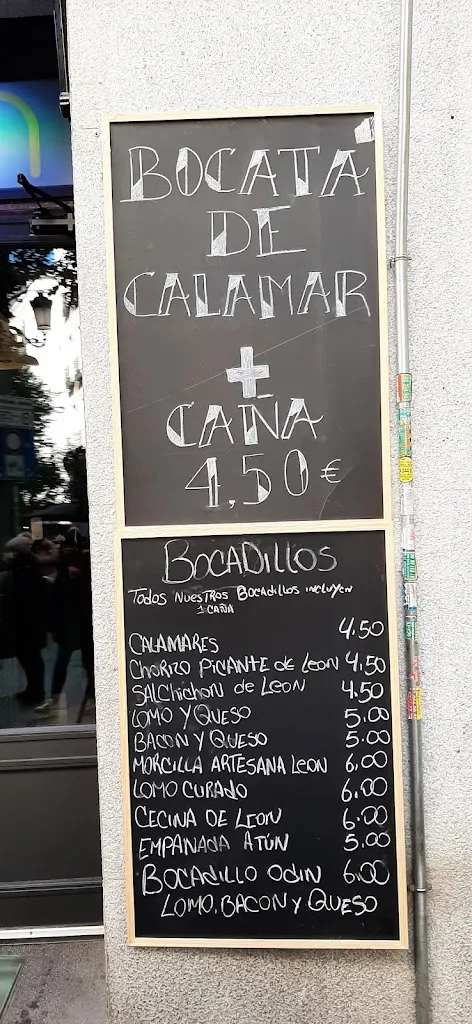 BOCATA
DE
CALAMAR
+
CAÑA
4,50€
BOCADILLOS
TODOS NUESTROS BOCADILLOS INCLUYEN
1 CAÑA
CALAMARES 4.50
CHORIZO PICANTE de LEON 4.50
SALChiChON de LEON 4.50
LOMO Y QUESO 5.00
BACON Y QUESO 5.00
MORCILLA ARTESANA LEON 6.00
LOMO CURADO 6.00
CECINA DE LEON 6.00
EMPANADA ATÚN 5.00
BOCADILLO ODIN 6.00
LOMO, BACON Y QUESO